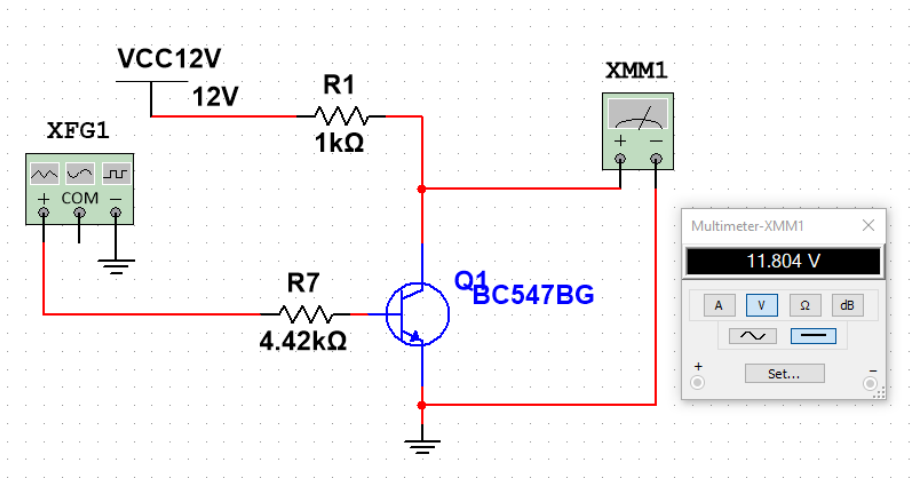 VCC12V
12V
R1
1kΩ
XMM1
+ −
XFG1
+ COM −
R7
4.42kΩ
Q1
BC547BG
Multimeter-XMM1
11.804 V
A V Ω dB
+ Set... −